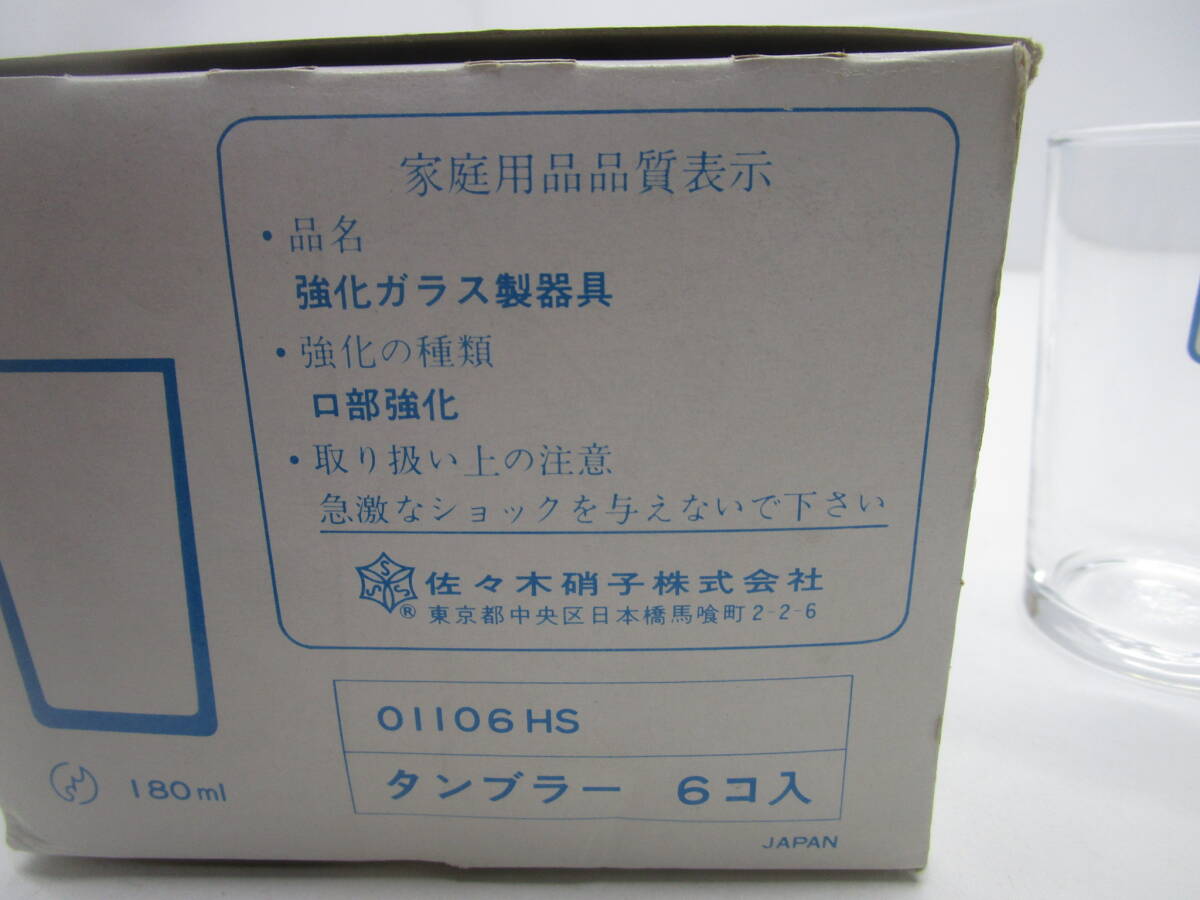 家庭用品品質表示
・品名
強化ガラス製器具
・強化の種類
口部強化
・取り扱い上の注意
急激なショックを与えないで下さい
SSS ® 佐々木硝子株式会社
東京都中央区日本橋馬喰町2-2-6
01106HS
タンブラー 6コ入
180ml
JAPAN